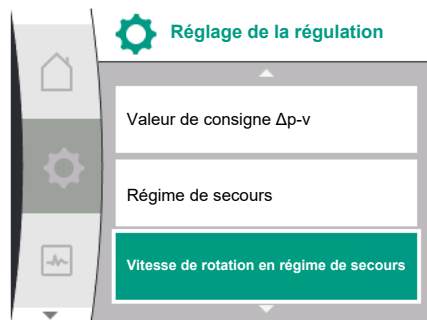 Réglage de la régulation
Valeur de consigne Δp-v
Régime de secours
Vitesse de rotation en régime de secours